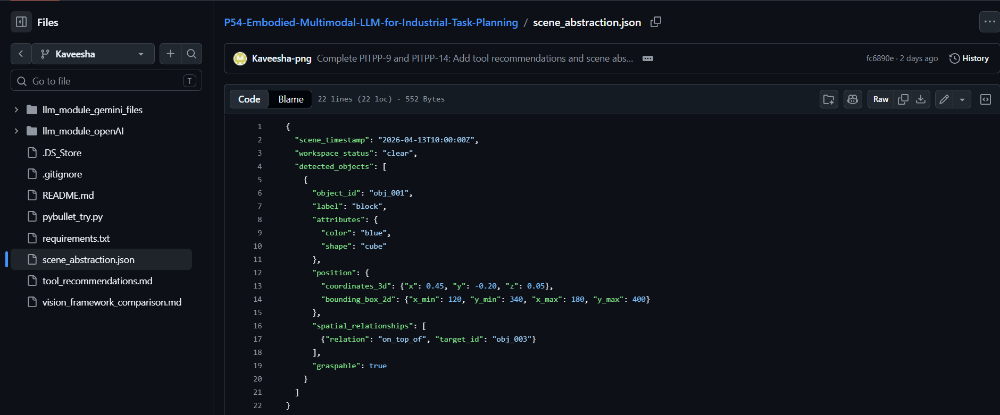 Files
Kaveesha
Go to file
T
llm_module_gemini_files
llm_module_openAI
.DS_Store
.gitignore
README.md
pybullet_try.py
requirements.txt
scene_abstraction.json
tool_recommendations.md
vision_framework_comparison.md
P54-Embodied-Multimodal-LLM-for-Industrial-Task-Planning / scene_abstraction.json
Kaveesha-png Complete PITPP-9 and PITPP-14: Add tool recommendations and scene abs... fc6890e · 2 days ago History
Code Blame 22 lines (22 loc) · 552 Bytes Raw
1 {
2 "scene_timestamp": "2026-04-13T10:00:00Z",
3 "workspace_status": "clear",
4 "detected_objects": [
5 {
6 "object_id": "obj_001",
7 "label": "block",
8 "attributes": {
9 "color": "blue",
10 "shape": "cube"
11 },
12 "position": {
13 "coordinates_3d": {"x": 0.45, "y": -0.20, "z": 0.05},
14 "bounding_box_2d": {"x_min": 120, "y_min": 340, "x_max": 180, "y_max": 400}
15 },
16 "spatial_relationships": [
17 {"relation": "on_top_of", "target_id": "obj_003"}
18 ],
19 "graspable": true
20 }
21 ]
22 }